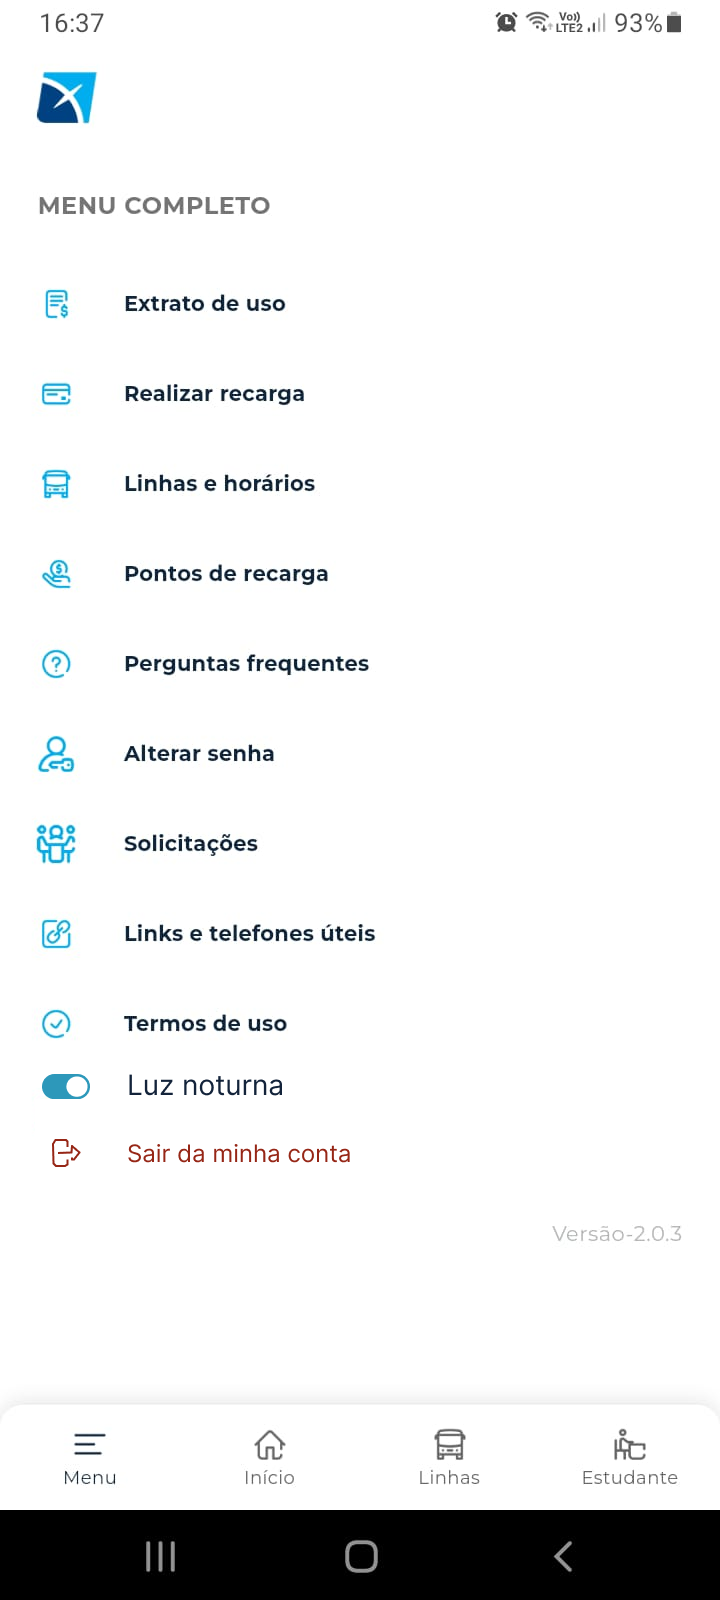 16:37
Vo)) LTE2 93%
MENU COMPLETO
Extrato de uso
Realizar recarga
Linhas e horários
Pontos de recarga
Perguntas frequentes
Alterar senha
Solicitações
Links e telefones úteis
Termos de uso
Luz noturna
Sair da minha conta
Versão-2.0.3
Menu Início Linhas Estudante